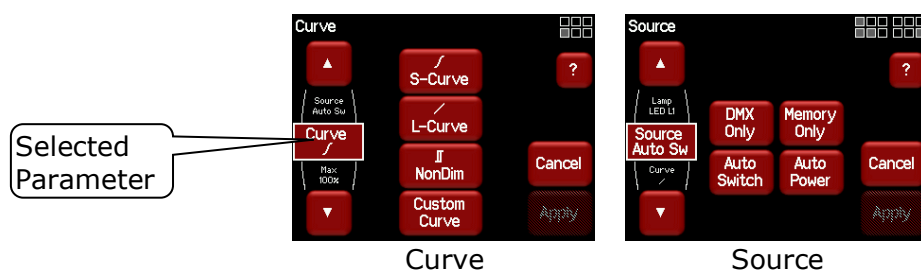 Curve
▲
Source
Auto Sw
Curve
∫
Max
100%
▼
∫
S-Curve
/
L-Curve
NonDim
Custom
Curve
?
Cancel
Apply
Selected
Parameter
Curve
Source
▲
Lamp
LED L1
Source
Auto Sw
Curve
/
▼
DMX
Only
Memory
Only
Auto
Switch
Auto
Power
?
Cancel
Apply
Source